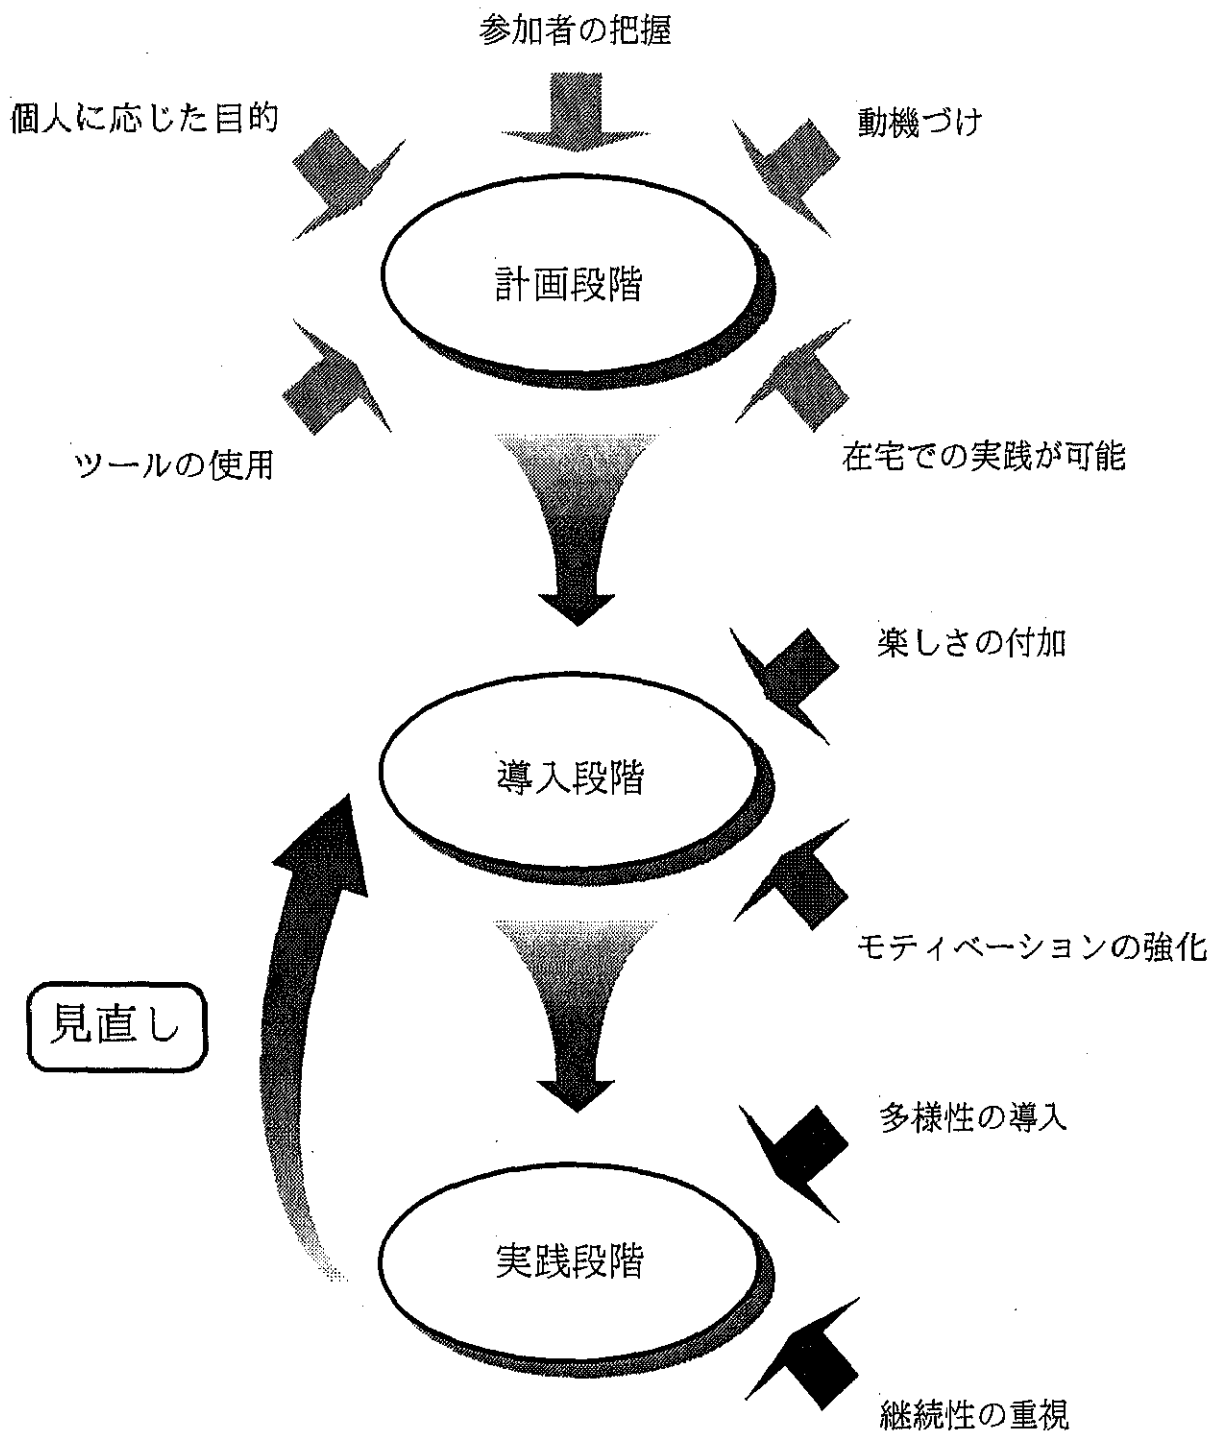 参加者の把握
個人に応じた目的
動機づけ
計画段階
ツールの使用
在宅での実践が可能
楽しさの付加
導入段階
モティベーションの強化
見直し
多様性の導入
実践段階
継続性の重視